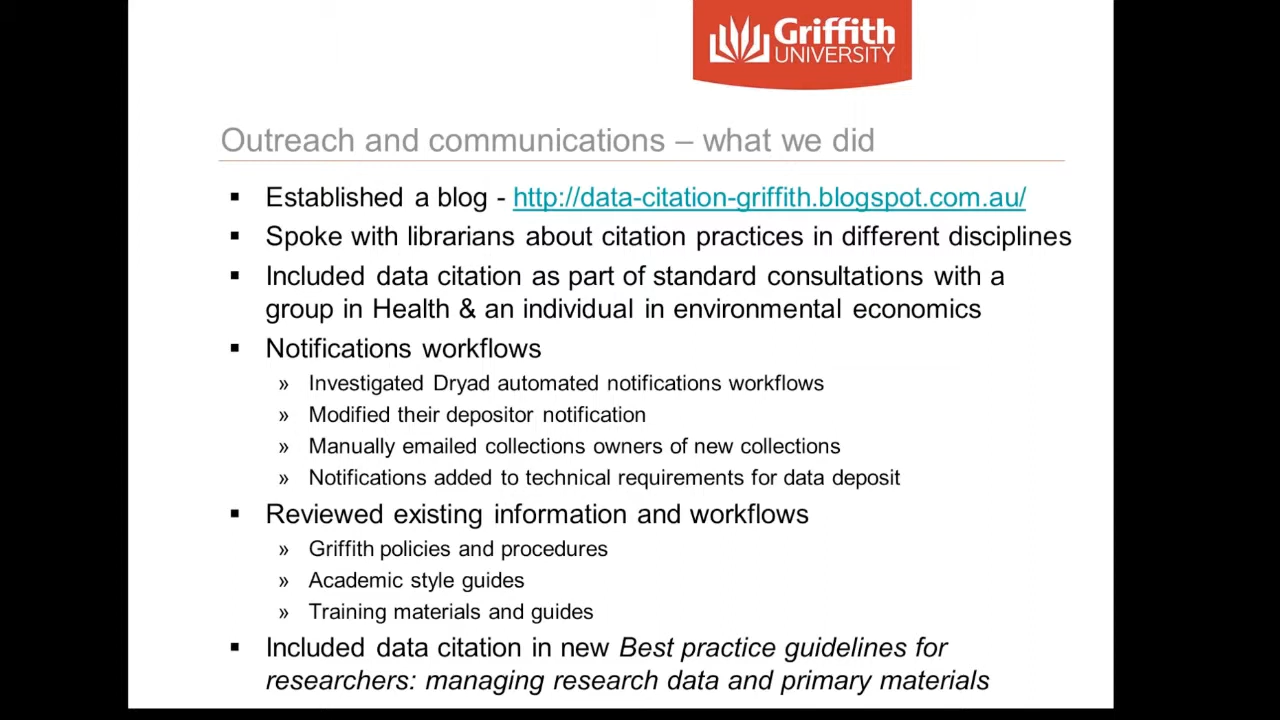 Griffith
UNIVERSITY
Outreach and communications – what we did
▪ Established a blog - http://data-citation-griffith.blogspot.com.au/
▪ Spoke with librarians about citation practices in different disciplines
▪ Included data citation as part of standard consultations with a
group in Health & an individual in environmental economics
▪ Notifications workflows
» Investigated Dryad automated notifications workflows
» Modified their depositor notification
» Manually emailed collections owners of new collections
» Notifications added to technical requirements for data deposit
▪ Reviewed existing information and workflows
» Griffith policies and procedures
» Academic style guides
» Training materials and guides
▪ Included data citation in new Best practice guidelines for
researchers: managing research data and primary materials